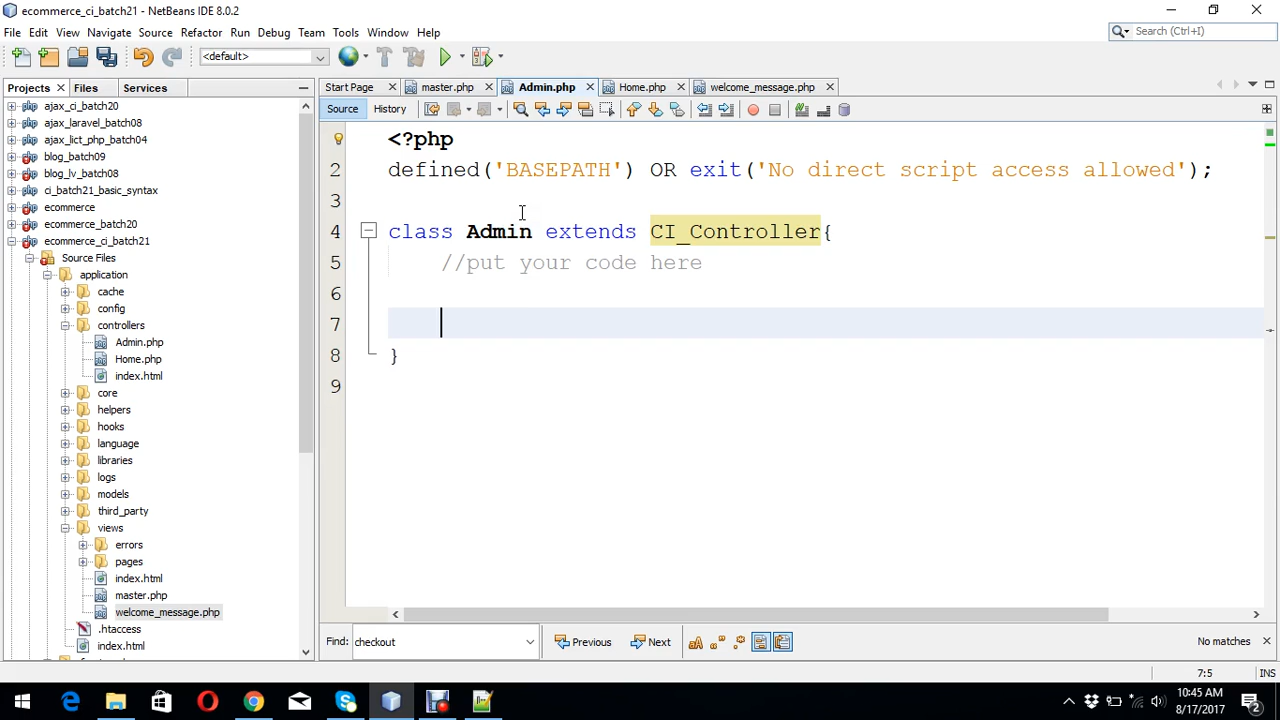 ecommerce_ci_batch21 - NetBeans IDE 8.0.2
File Edit View Navigate Source Refactor Run Debug Team Tools Window Help
Search (Ctrl+I)
<default>
Projects Files Services
Start Page master.php Admin.php Home.php welcome_message.php
Source History
ajax_ci_batch20
ajax_laravel_batch08
ajax_lict_php_batch04
blog_batch09
blog_lv_batch08
ci_batch21_basic_syntax
ecommerce
ecommerce_batch20
ecommerce_ci_batch21
Source Files
application
cache
config
controllers
Admin.php
Home.php
index.html
core
helpers
hooks
language
libraries
logs
models
third_party
views
errors
pages
index.html
master.php
welcome_message.php
.htaccess
index.html
<?php
2 defined('BASEPATH') OR exit('No direct script access allowed');
3
4 class Admin extends CI_Controller{
5 //put your code here
6
7
8 }
9
Find: checkout Previous Next No matches
7:5 INS
10:45 AM
8/17/2017
2